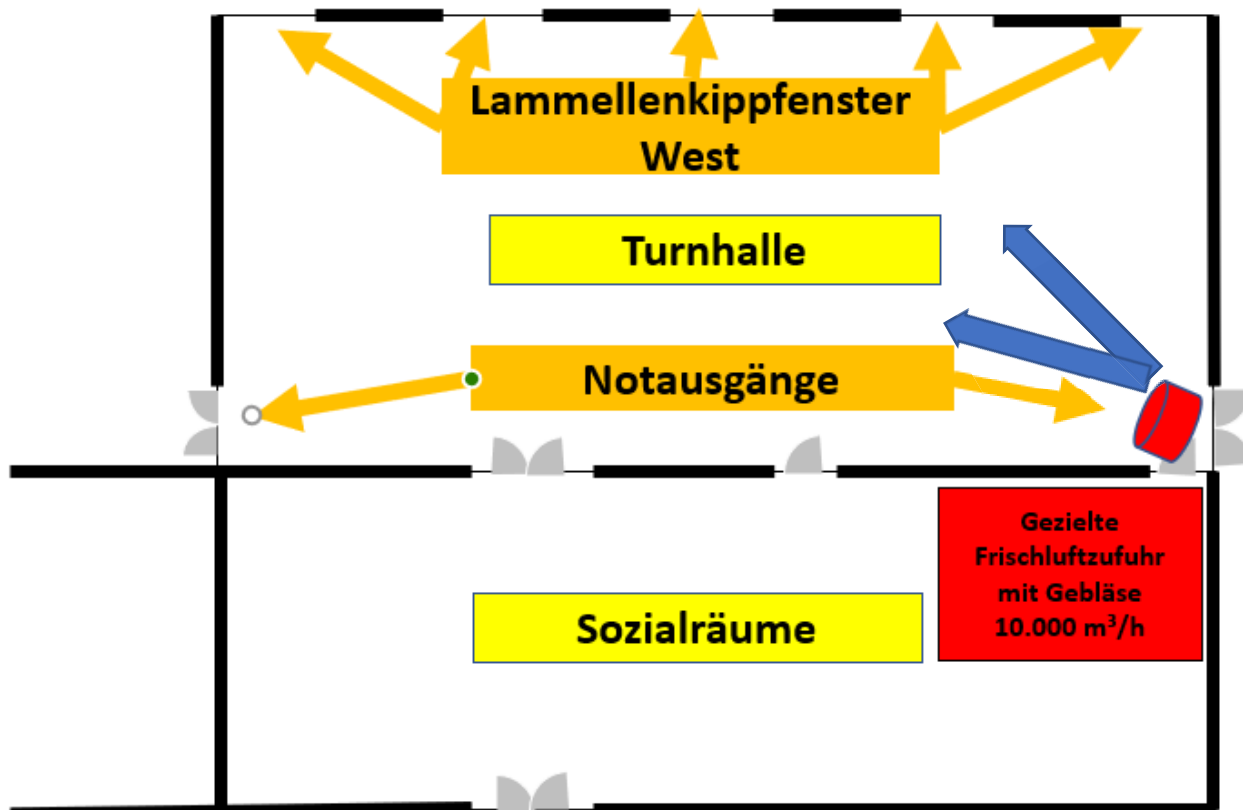 Lammellenkippfenster
West
Turnhalle
Notausgänge
Gezielte
Frischluftzufuhr
mit Gebläse
10.000 m³/h
Sozialräume